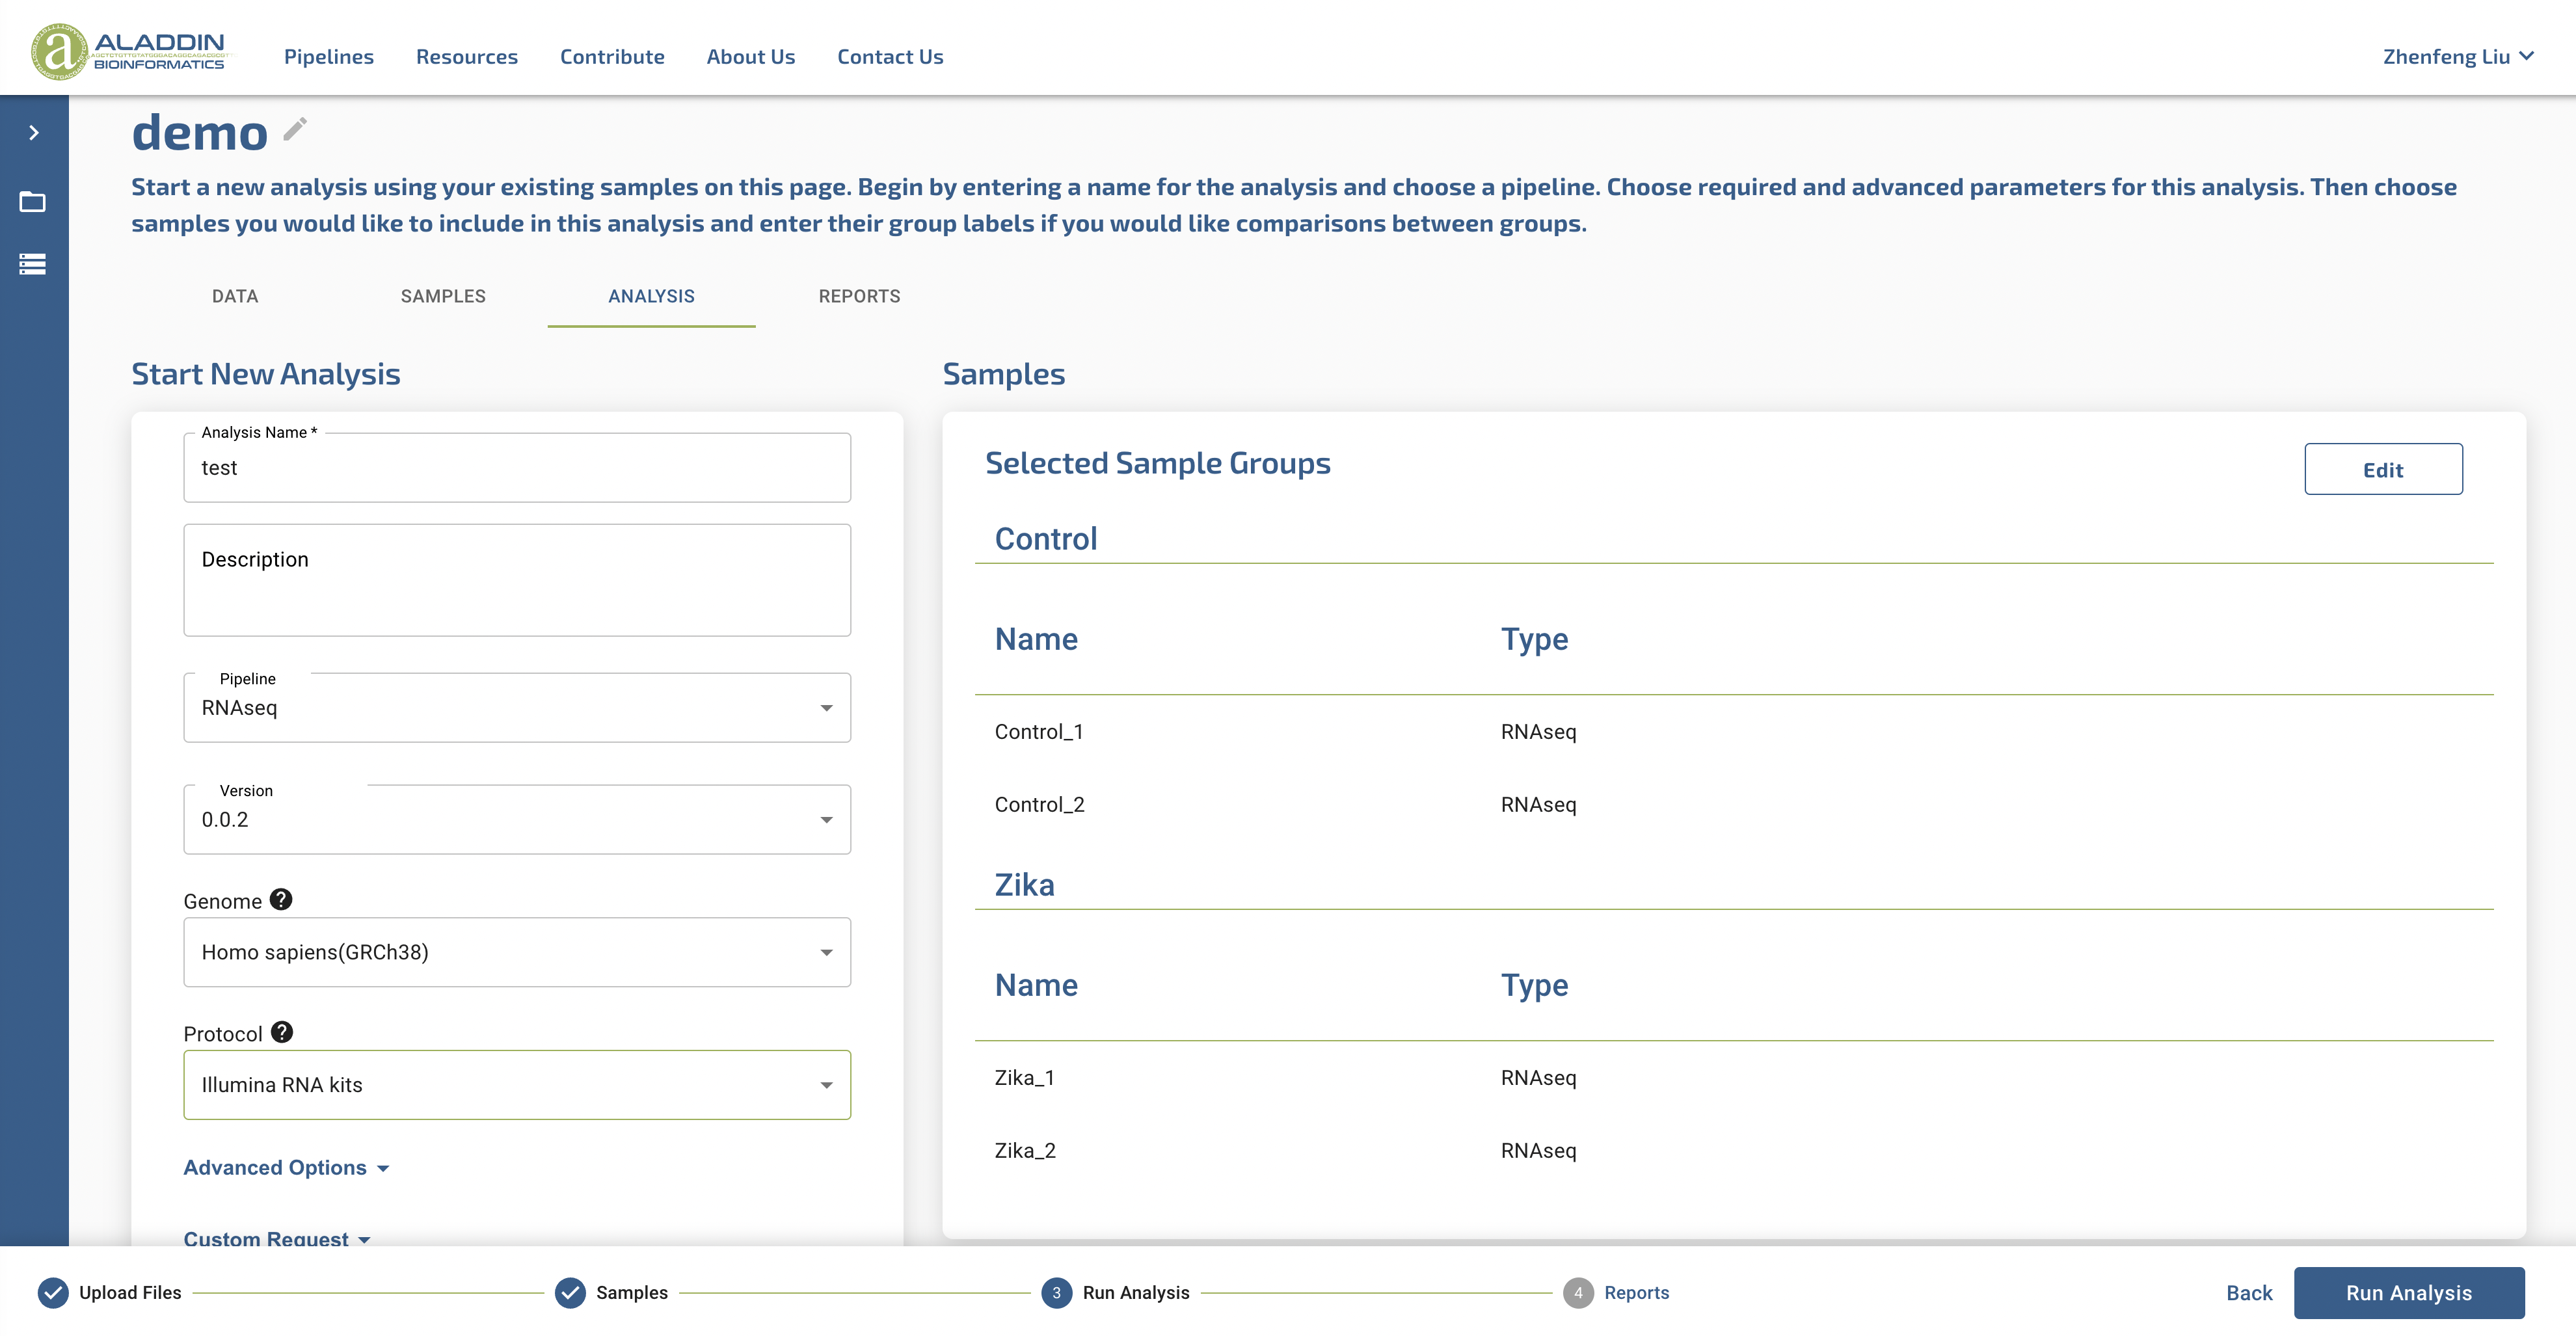 a ALADDIN
BIOINFORMATICS
Pipelines Resources Contribute About Us Contact Us
Zhenfeng Liu
demo
Start a new analysis using your existing samples on this page. Begin by entering a name for the analysis and choose a pipeline. Choose required and advanced parameters for this analysis. Then choose
samples you would like to include in this analysis and enter their group labels if you would like comparisons between groups.
DATA SAMPLES ANALYSIS REPORTS
Start New Analysis
Analysis Name *
test
Description
Pipeline
RNAseq
Version
0.0.2
Genome ?
Homo sapiens(GRCh38)
Protocol ?
Illumina RNA kits
Advanced Options
Custom Request
Samples
Selected Sample Groups
Edit
Control
Name Type
Control_1 RNAseq
Control_2 RNAseq
Zika
Name Type
Zika_1 RNAseq
Zika_2 RNAseq
Upload Files Samples 3 Run Analysis 4 Reports
Back Run Analysis